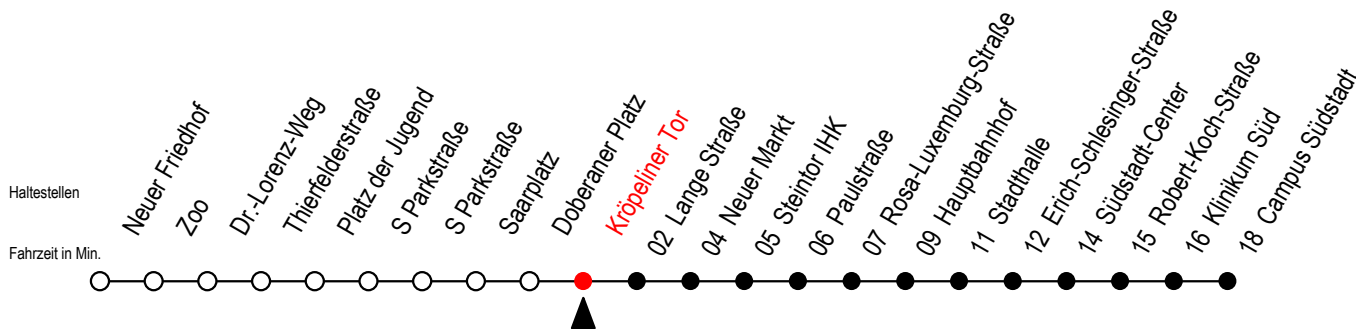 Haltestellen
Fahrzeit in Min.
Neuer Friedhof
Zoo
Dr.-Lorenz-Weg
Thierfelderstraße
Platz der Jugend
S Parkstraße
S Parkstraße
Saarplatz
Doberaner Platz
Kröpeliner Tor
02 Lange Straße
04 Neuer Markt
05 Steintor IHK
06 Paulstraße
07 Rosa-Luxemburg-Straße
09 Hauptbahnhof
11 Stadthalle
12 Erich-Schlesinger-Straße
14 Südstadt-Center
15 Robert-Koch-Straße
16 Klinikum Süd
18 Campus Südstadt